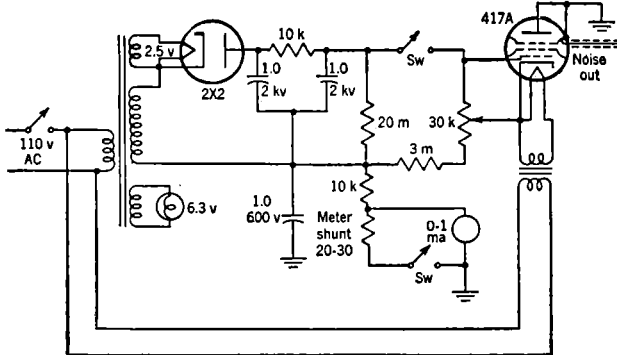 417A
2.5 v
10 k
1.0
2 kv
1.0
2 kv
Sw
Noise
out
2X2
20 m
30 k
110 v
AC
3 m
6.3 v
1.0
600 v
10 k
Meter
shunt
20-30
0-1
ma
Sw